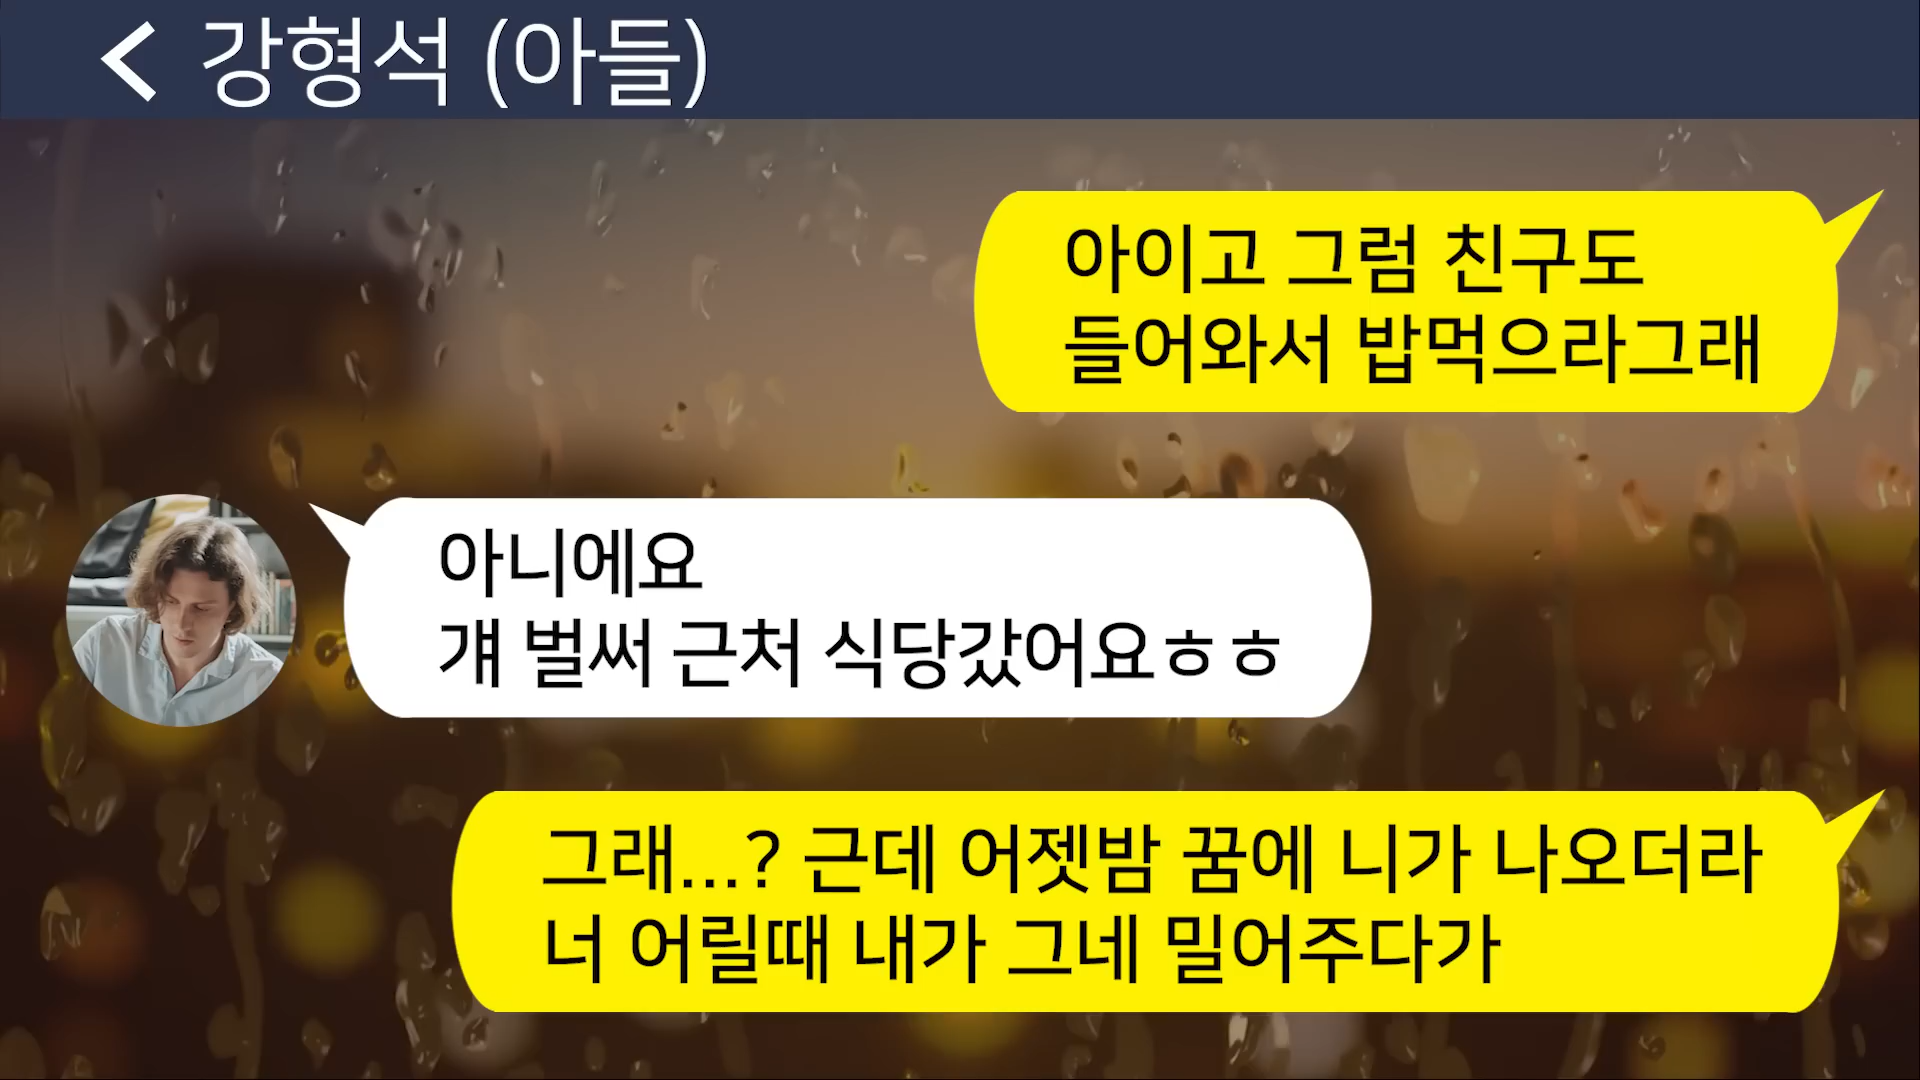 강형석 (아들)
아이고 그럼 친구도
들어와서 밥먹으라그래
아니에요
걔 벌써 근처 식당갔어요ㅎㅎ
그래...? 근데 어젯밤 꿈에 니가 나오더라
너 어릴때 내가 그네 밀어주다가